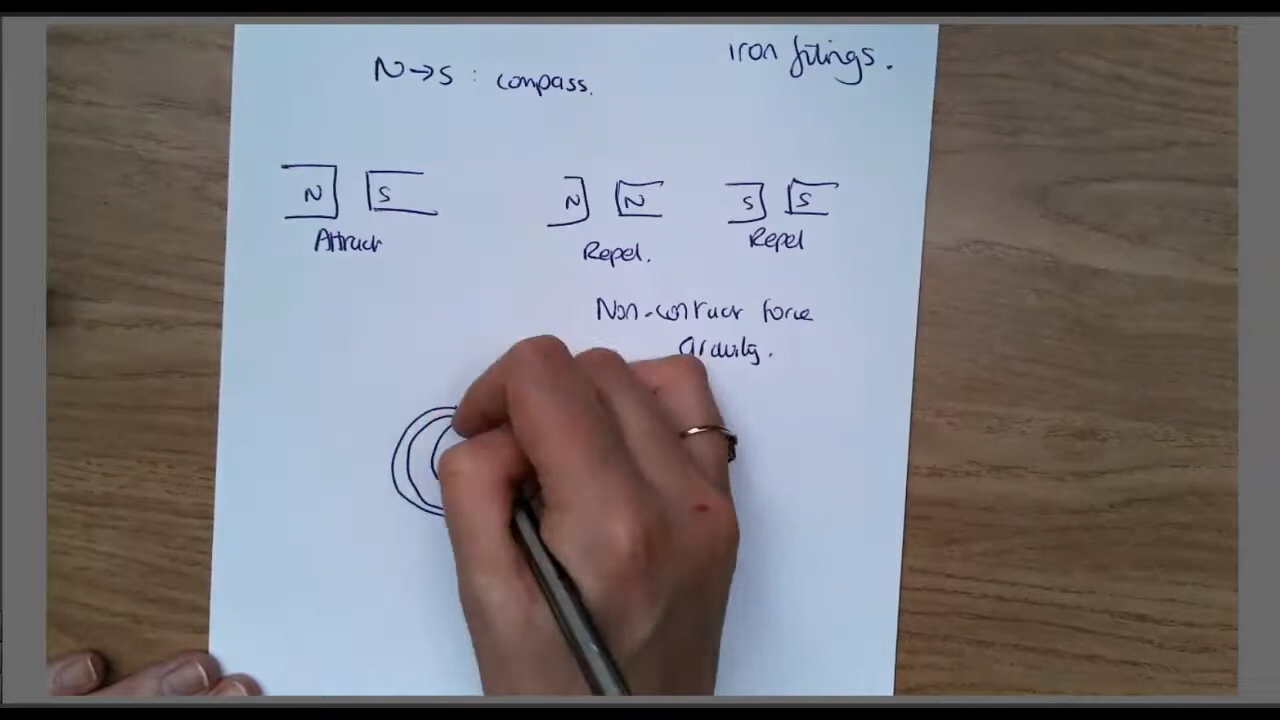 N→S : compass.
Iron filings.
N S
Attract
N N
Repel.
S S
Repel
Non-contact force
Gravity.